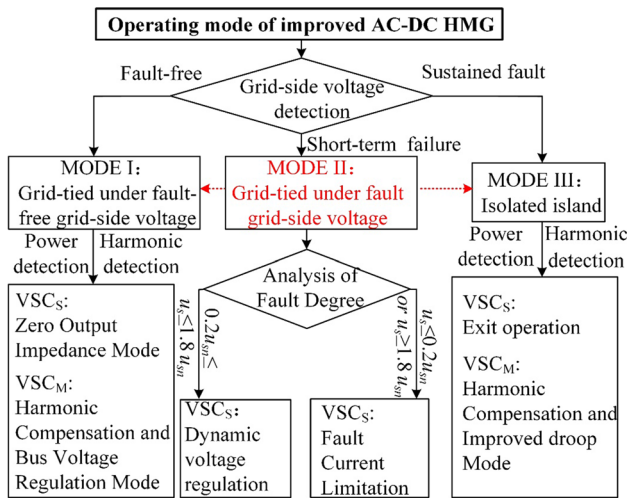 Operating mode of improved AC-DC HMG
Fault-free
Sustained fault
Grid-side voltage
detection
Short-term failure
MODE I:
Grid-tied under fault-
free grid-side voltage
MODE II:
Grid-tied under fault
grid-side voltage
MODE III:
Isolated island
Power
detection
Harmonic
detection
Power
detection
Harmonic
detection
Analysis of
Fault Degree
VSCS:
Zero Output
Impedance Mode
VSCM:
Harmonic
Compensation and
Bus Voltage
Regulation Mode
0.2usn≤
us≤1.8 usn
us<0.2usn
or us≥1.8 usn
VSCS:
Dynamic
voltage
regulation
VSCS:
Fault
Current
Limitation
VSCS:
Exit operation
VSCM:
Harmonic
Compensation and
Improved droop
Mode